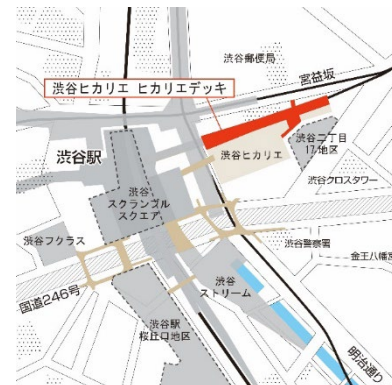 渋谷郵便局
宮益坂
渋谷ヒカリエ ヒカリエデッキ
渋谷二丁目
17地区
渋谷ヒカリエ
渋谷駅
渋谷クロスタワー
渋谷
スクランブル
スクエア
渋谷フクラス
渋谷警察署
金王八幡宮
国道246号
渋谷
ストリーム
渋谷駅
桜丘口地区
明治通り